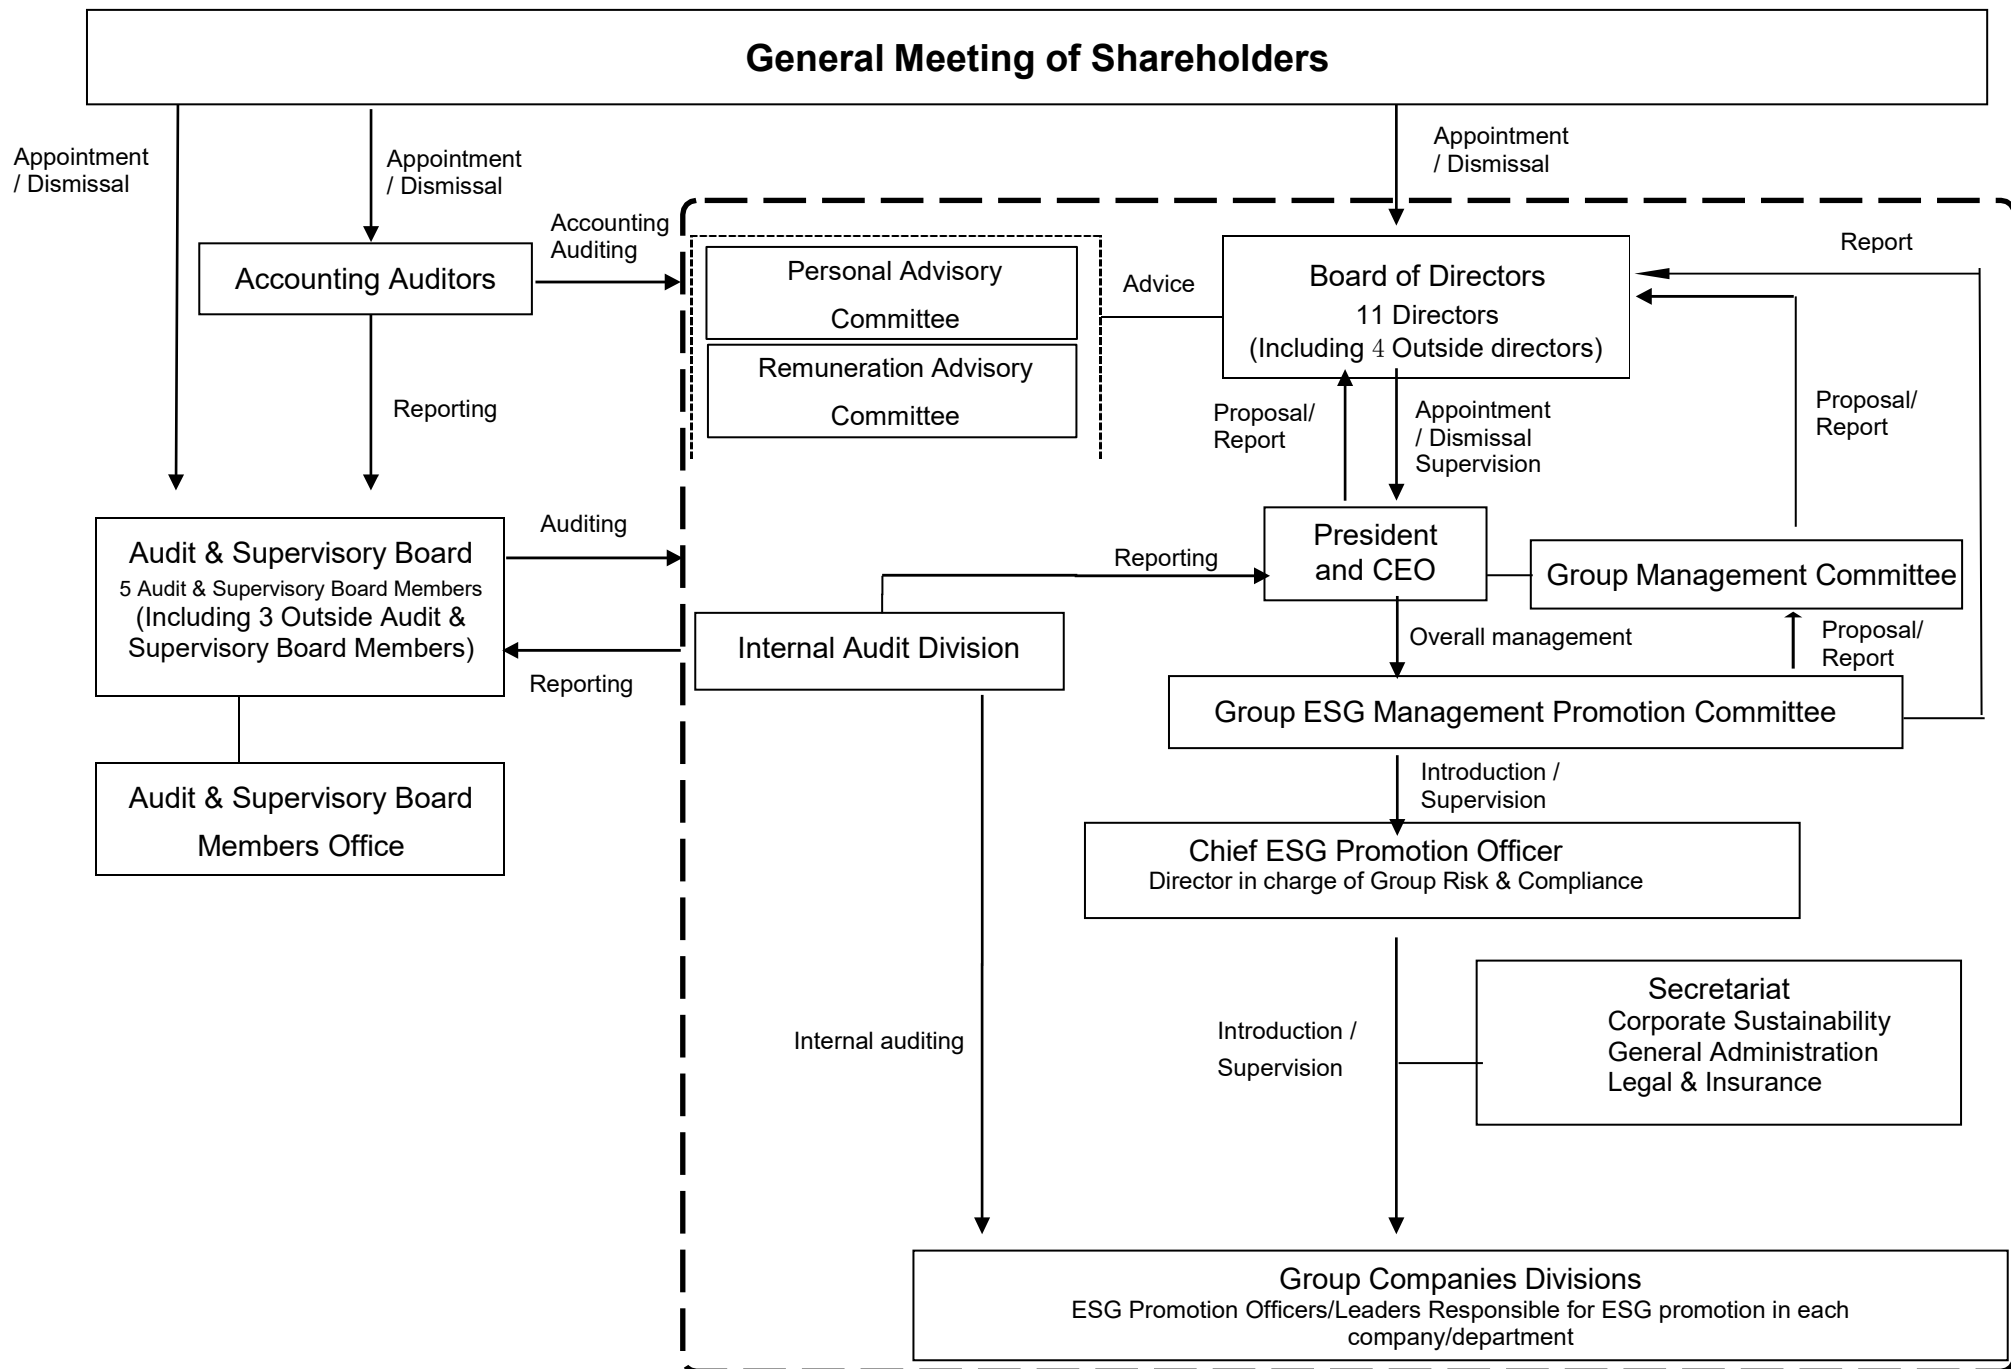 General Meeting of Shareholders
Appointment
/ Dismissal
Appointment
/ Dismissal
Appointment
/ Dismissal
Accounting Auditors
Accounting
Auditing
Personal Advisory
Committee
Remuneration Advisory
Committee
Advice
Board of Directors
11 Directors
(Including 4 Outside directors)
Report
Reporting
Proposal/
Report
Appointment
/ Dismissal
Supervision
Proposal/
Report
Audit & Supervisory Board
5 Audit & Supervisory Board Members
(Including 3 Outside Audit &
Supervisory Board Members)
Auditing
Reporting
Reporting
President
and CEO
Group Management Committee
Internal Audit Division
Overall management
Proposal/
Report
Group ESG Management Promotion Committee
Audit & Supervisory Board
Members Office
Introduction /
Supervision
Chief ESG Promotion Officer
Director in charge of Group Risk & Compliance
Internal auditing
Introduction /
Supervision
Secretariat
Corporate Sustainability
General Administration
Legal & Insurance
Group Companies Divisions
ESG Promotion Officers/Leaders Responsible for ESG promotion in each
company/department